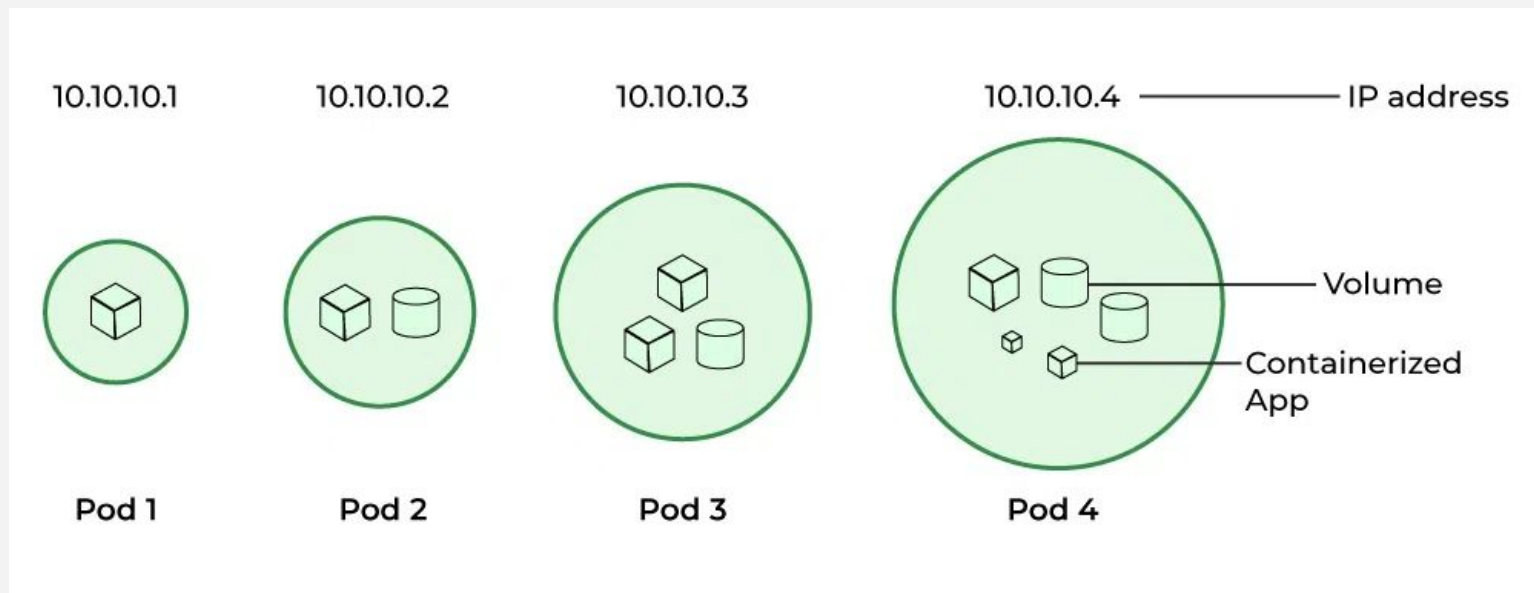 10.10.10.1
10.10.10.2
10.10.10.3
10.10.10.4
IP address
Volume
Containerized
App
Pod 1
Pod 2
Pod 3
Pod 4